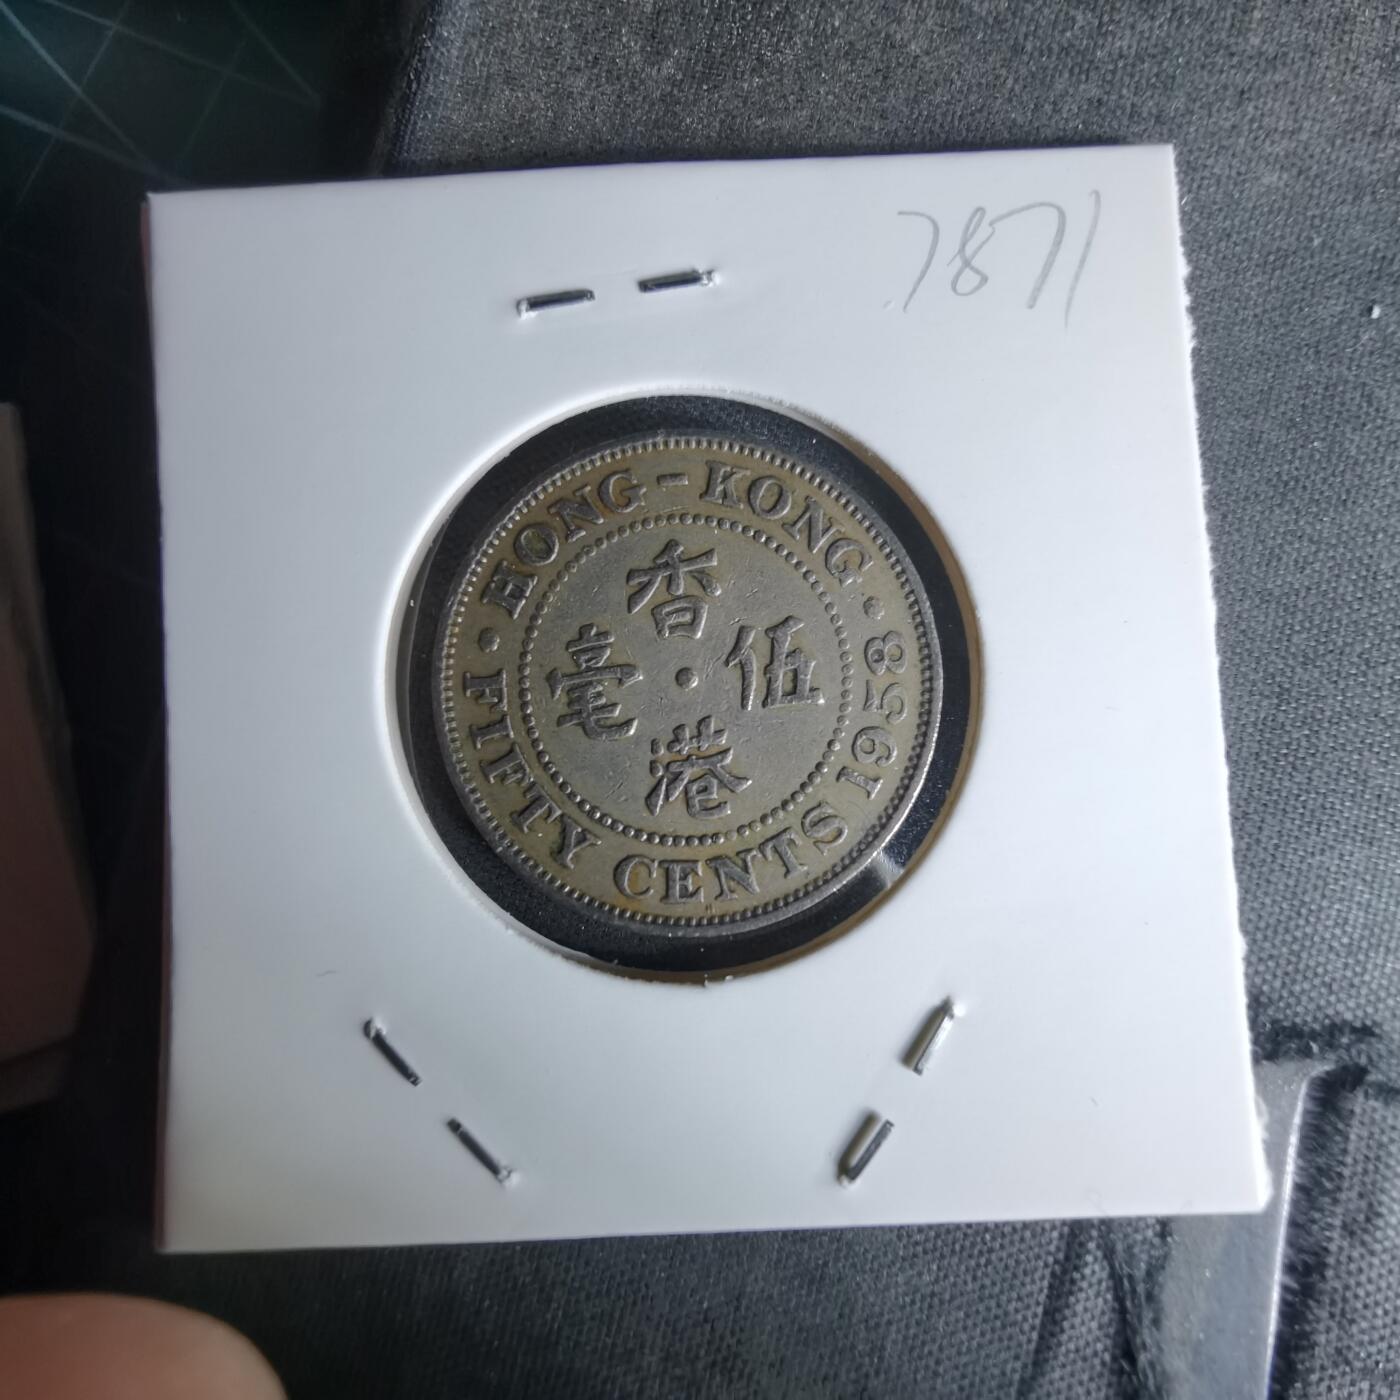 7871
HONG-KONG
香
伍
港
毫
FIFTY CENTS 1958
H